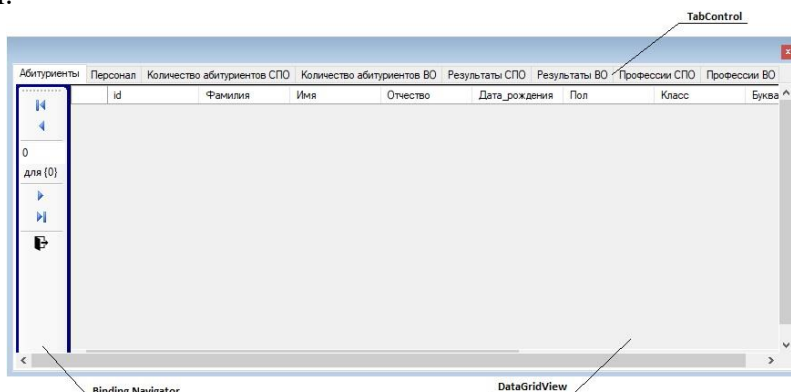 TabControl
Абитуриенты Персонал Количество абитуриентов СПО Количество абитуриентов ВО Результаты СПО Результаты ВО Профессии СПО Профессии ВО
id Фамилия Имя Отчество Дата_рождения Пол Класс Буква
0
для {0}
Binding Navigator
DataGridView